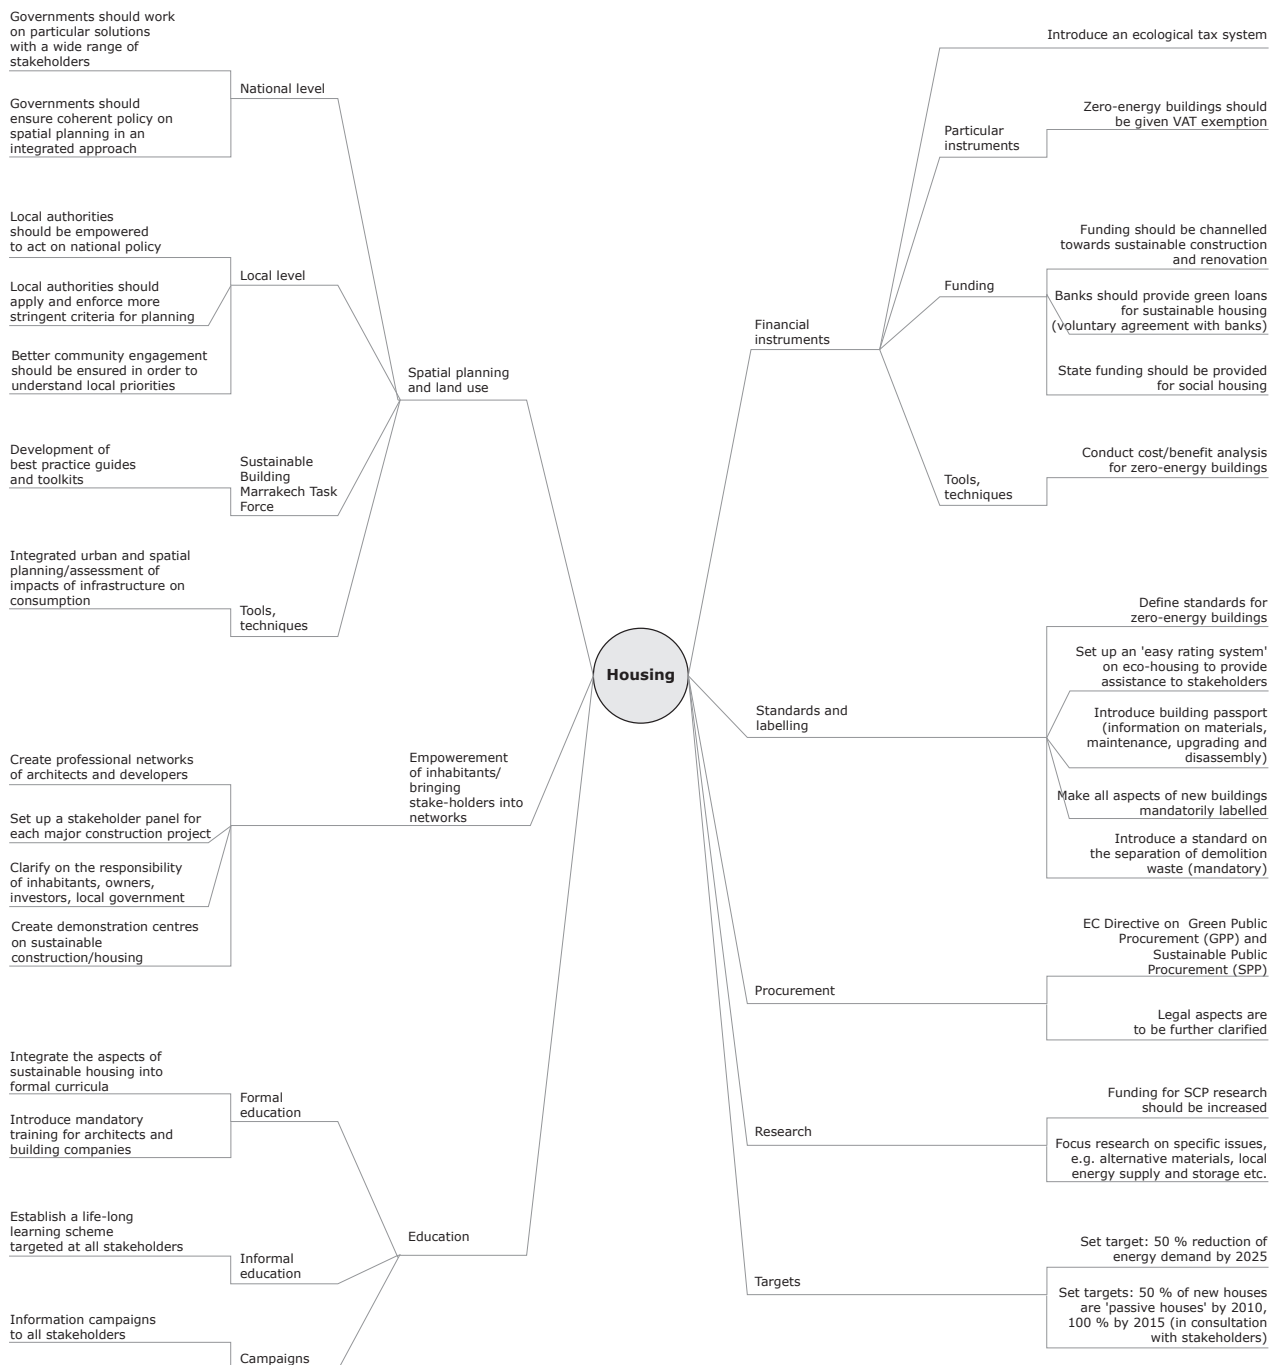 Governments should work
on particular solutions
with a wide range of
stakeholders
National level
Governments should
ensure coherent policy on
spatial planning in an
integrated approach
Local authorities
should be empowered
to act on national policy
Local level
Local authorities should
apply and enforce more
stringent criteria for planning
Better community engagement
should be ensured in order to
understand local priorities
Spatial planning
and land use
Development of
best practice guides
and toolkits
Sustainable
Building
Marrakech Task
Force
Integrated urban and spatial
planning/assessment of
impacts of infrastructure on
consumption
Tools,
techniques
Housing
Create professional networks
of architects and developers
Empowerement
of inhabitants/
bringing
stake-holders into
networks
Set up a stakeholder panel for
each major construction project
Clarify on the responsibility
of inhabitants, owners,
investors, local government
Create demonstration centres
on sustainable
construction/housing
Integrate the aspects of
sustainable housing into
formal curricula
Formal
education
Introduce mandatory
training for architects and
building companies
Establish a life-long
learning scheme
targeted at all stakeholders
Informal
education
Education
Information campaigns
to all stakeholders
Campaigns
Introduce an ecological tax system
Zero-energy buildings should
be given VAT exemption
Particular
instruments
Funding should be channelled
towards sustainable construction
and renovation
Funding
Banks should provide green loans
for sustainable housing
(voluntary agreement with banks)
Financial
instruments
State funding should be provided
for social housing
Conduct cost/benefit analysis
for zero-energy buildings
Tools,
techniques
Define standards for
zero-energy buildings
Set up an 'easy rating system'
on eco-housing to provide
assistance to stakeholders
Standards and
labelling
Introduce building passport
(information on materials,
maintenance, upgrading and
disassembly)
Make all aspects of new buildings
mandatorily labelled
Introduce a standard on
the separation of demolition
waste (mandatory)
EC Directive on  Green Public
Procurement (GPP) and
Sustainable Public
Procurement (SPP)
Procurement
Legal aspects are
to be further clarified
Funding for SCP research
should be increased
Research
Focus research on specific issues,
e.g. alternative materials, local
energy supply and storage etc.
Set target: 50 % reduction of
energy demand by 2025
Targets
Set targets: 50 % of new houses
are 'passive houses' by 2010,
100 % by 2015 (in consultation
with stakeholders)